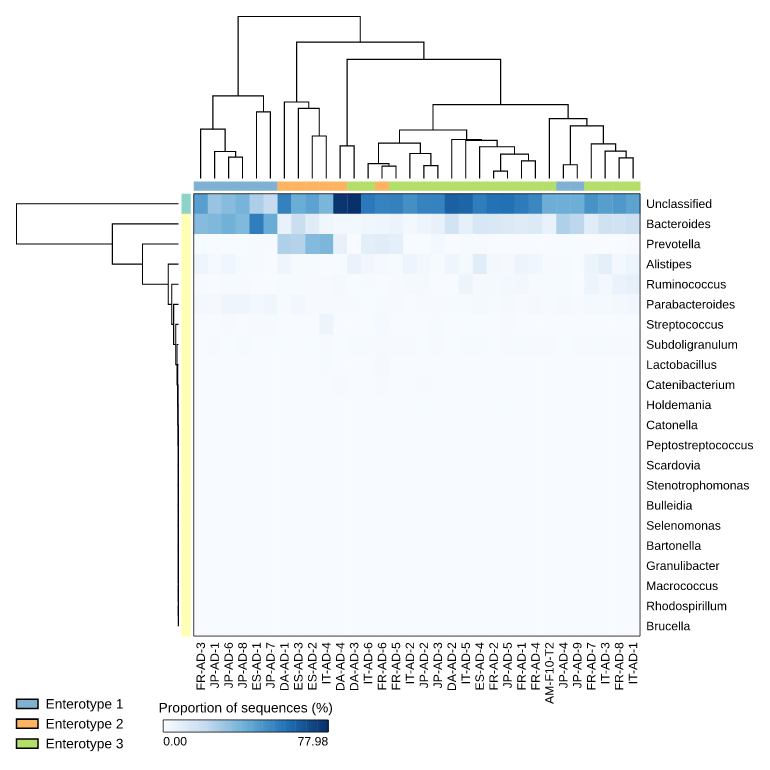 Unclassified
Bacteroides
Prevotella
Alistipes
Ruminococcus
Parabacteroides
Streptococcus
Subdoligranulum
Lactobacillus
Catenibacterium
Holdemania
Catonella
Peptostreptococcus
Scardovia
Stenotrophomonas
Bulleidia
Selenomonas
Bartonella
Granulibacter
Macrococcus
Rhodospirillum
Brucella
FR-AD-3
JP-AD-1
JP-AD-6
JP-AD-8
ES-AD-1
JP-AD-7
DA-AD-1
ES-AD-3
ES-AD-2
IT-AD-4
DA-AD-4
DA-AD-3
IT-AD-6
FR-AD-6
FR-AD-5
IT-AD-2
JP-AD-2
JP-AD-3
DA-AD-2
IT-AD-5
ES-AD-4
FR-AD-2
JP-AD-5
FR-AD-1
FR-AD-4
AM-F10-T2
JP-AD-4
JP-AD-9
FR-AD-7
IT-AD-3
FR-AD-8
IT-AD-1
Enterotype 1
Enterotype 2
Enterotype 3
Proportion of sequences (%)
0.00 77.98